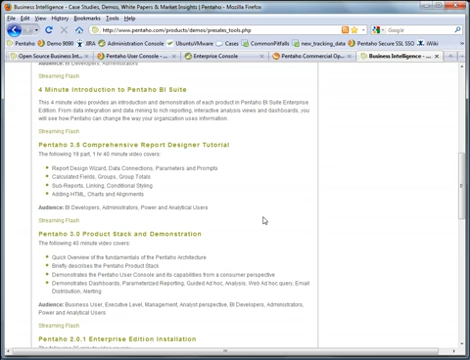 Business Intelligence - Case Studies, Demos, White Papers & Market Insights | Pentaho - Mozilla Firefox
File Edit View History Bookmarks Tools Help
http://www.pentaho.com/products/demos/presales_tools.php
Pentaho Demo 9090 JIRA Administration Console Ubuntu/Vmware Cases CommonPitfalls new_tracking_data Pentaho Secure SSL SSO iWiki
Open Source Business Int... Pentaho User Console - ... Enterprise Console Pentaho Commercial Op... Business Intelligence - ...
Audience: BI Developers, Administrators
Streaming Flash
4 Minute Introduction to Pentaho BI Suite
This 4 minute video provides an introduction and demonstration of each product in Pentaho BI Suite Enterprise
Edition. From data integration and data mining to rich reporting, interactive analysis views and dashboards, you
will see how Pentaho can change the way your organization uses information.
Streaming Flash
Pentaho 3.5 Comprehensive Report Designer Tutorial
The following 19 part, 1 hr 40 mint video covers:
Report Design Wizard, Data Connections, Parameters and Prompts
Calculated Fields, Groups, Group Totals
Sub-Reports, Linking, Conditional Styling
Adding HTML, Charts and Alignments
Audience: BI Developers, Administrators, Power and Analytical Users
Streaming Flash
Pentaho 3.0 Product Stack and Demonstration
The following 40 minute video covers:
Quick Overview of the fundamentals of the Pentaho Architecture
Briefly describes the Pentaho Product Stack
Demonstrates the Pentaho User Console and its capabilities from a consumer perspective
Demonstrates Dashboards, Parameterized Reporting, Guided Ad hoc, Analysis, Web Ad hoc query, Email
Distribution, Alerting
Audience: Business User, Executive Level, Management, Analyst perspective, BI Developers, Administrators,
Power and Analytical Users
Streaming Flash
Pentaho 2.0.1 Enterprise Edition Installation